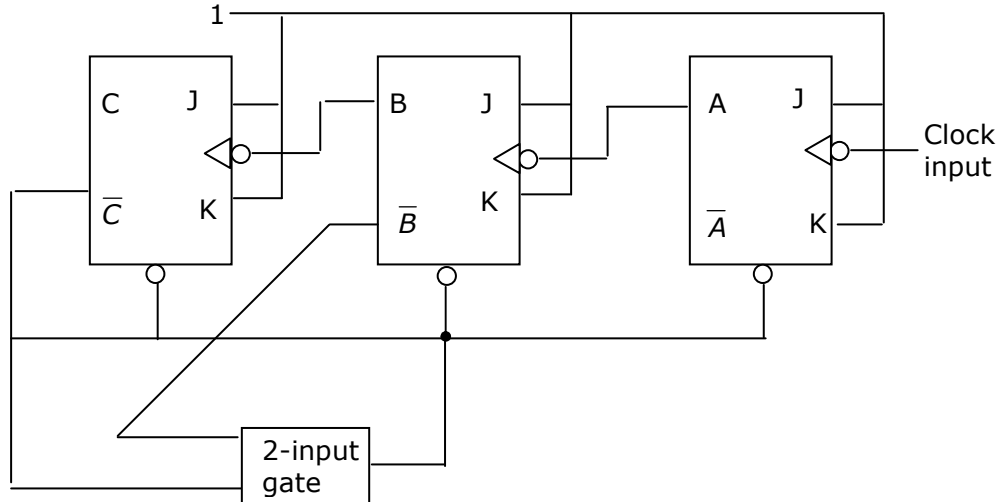 1
C J
B J
A J
Clock
input
C̅ K
B̅ K
A̅ K
2-input
gate